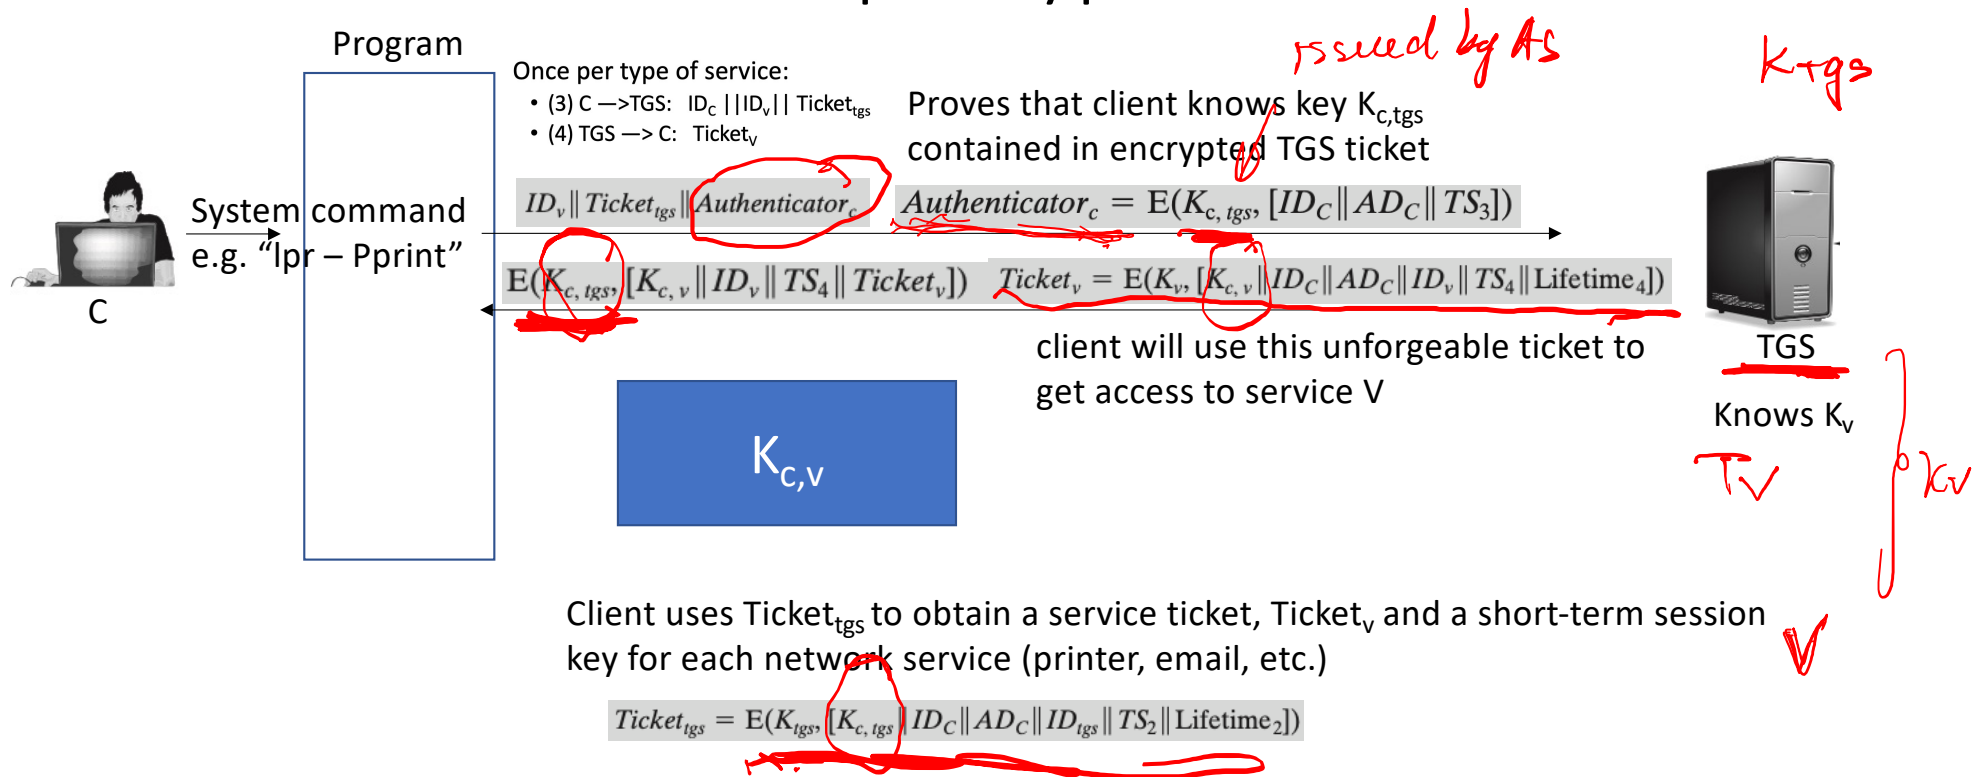 Program
issued by AS
Ktgs
Once per type of service:
• (3) C —>TGS: ID_C ||ID_v|| Ticket_tgs
• (4) TGS —> C: Ticket_V
Proves that client knows key K_c,tgs
contained in encrypted TGS ticket
System command
e.g. “lpr – Pprint”
C
ID_v || Ticket_tgs || Authenticator_c
Authenticator_c = E(K_c, tgs, [ID_C || AD_C || TS_3])
E(K_c, tgs, [K_c, v || ID_v || TS_4 || Ticket_v])
Ticket_v = E(K_v, [K_c, v || ID_C || AD_C || ID_v || TS_4 || Lifetime_4])
client will use this unforgeable ticket to
get access to service V
TGS
Knows K_v
Tv
Kv
K_c,v
Client uses Ticket_tgs to obtain a service ticket, Ticket_v and a short-term session
key for each network service (printer, email, etc.)
V
Ticket_tgs = E(K_tgs, [K_c, tgs || ID_C || AD_C || ID_tgs || TS_2 || Lifetime_2])